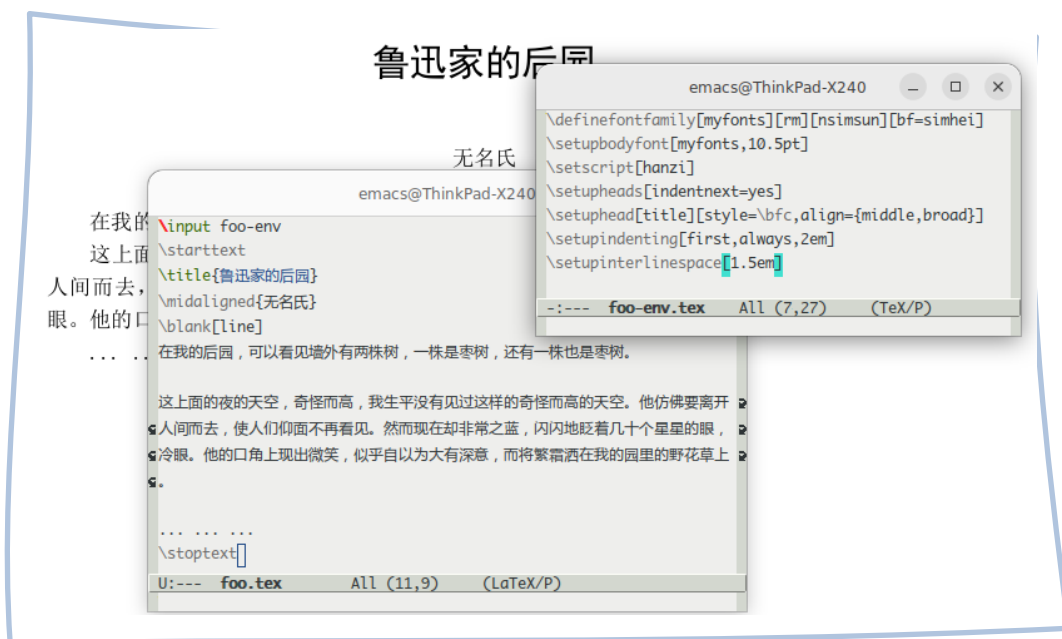 鲁迅家的后园
无名氏
在我的
这上面
人间而去，
眼。他的口
... ..
emacs@ThinkPad-X240
\definefontfamily[myfonts][rm][nsimsun][bf=simhei]
\setupbodyfont[myfonts,10.5pt]
\setscript[hanzi]
\setupheads[indentnext=yes]
\setuphead[title][style=\bfc,align={middle,broad}]
\setupindenting[first,always,2em]
\setupinterlinespace[1.5em]
-:--- foo-env.tex All (7,27) (TeX/P)
emacs@ThinkPad-X240
\input foo-env
\starttext
\title{鲁迅家的后园}
\midaligned{无名氏}
\blank[line]
在我的后园，可以看见墙外有两株树，一株是枣树，还有一株也是枣树。
这上面的夜的天空，奇怪而高，我生平没有见过这样的奇怪而高的天空。他仿佛要离开
人间而去，使人们仰面不再看见。然而现在却非常之蓝，闪闪地眨着几十个星星的眼，
冷眼。他的口角上现出微笑，似乎自以为大有深意，而将繁霜洒在我的园里的野花草上
。
... ... ...
\stoptext
U:--- foo.tex All (11,9) (LaTeX/P)